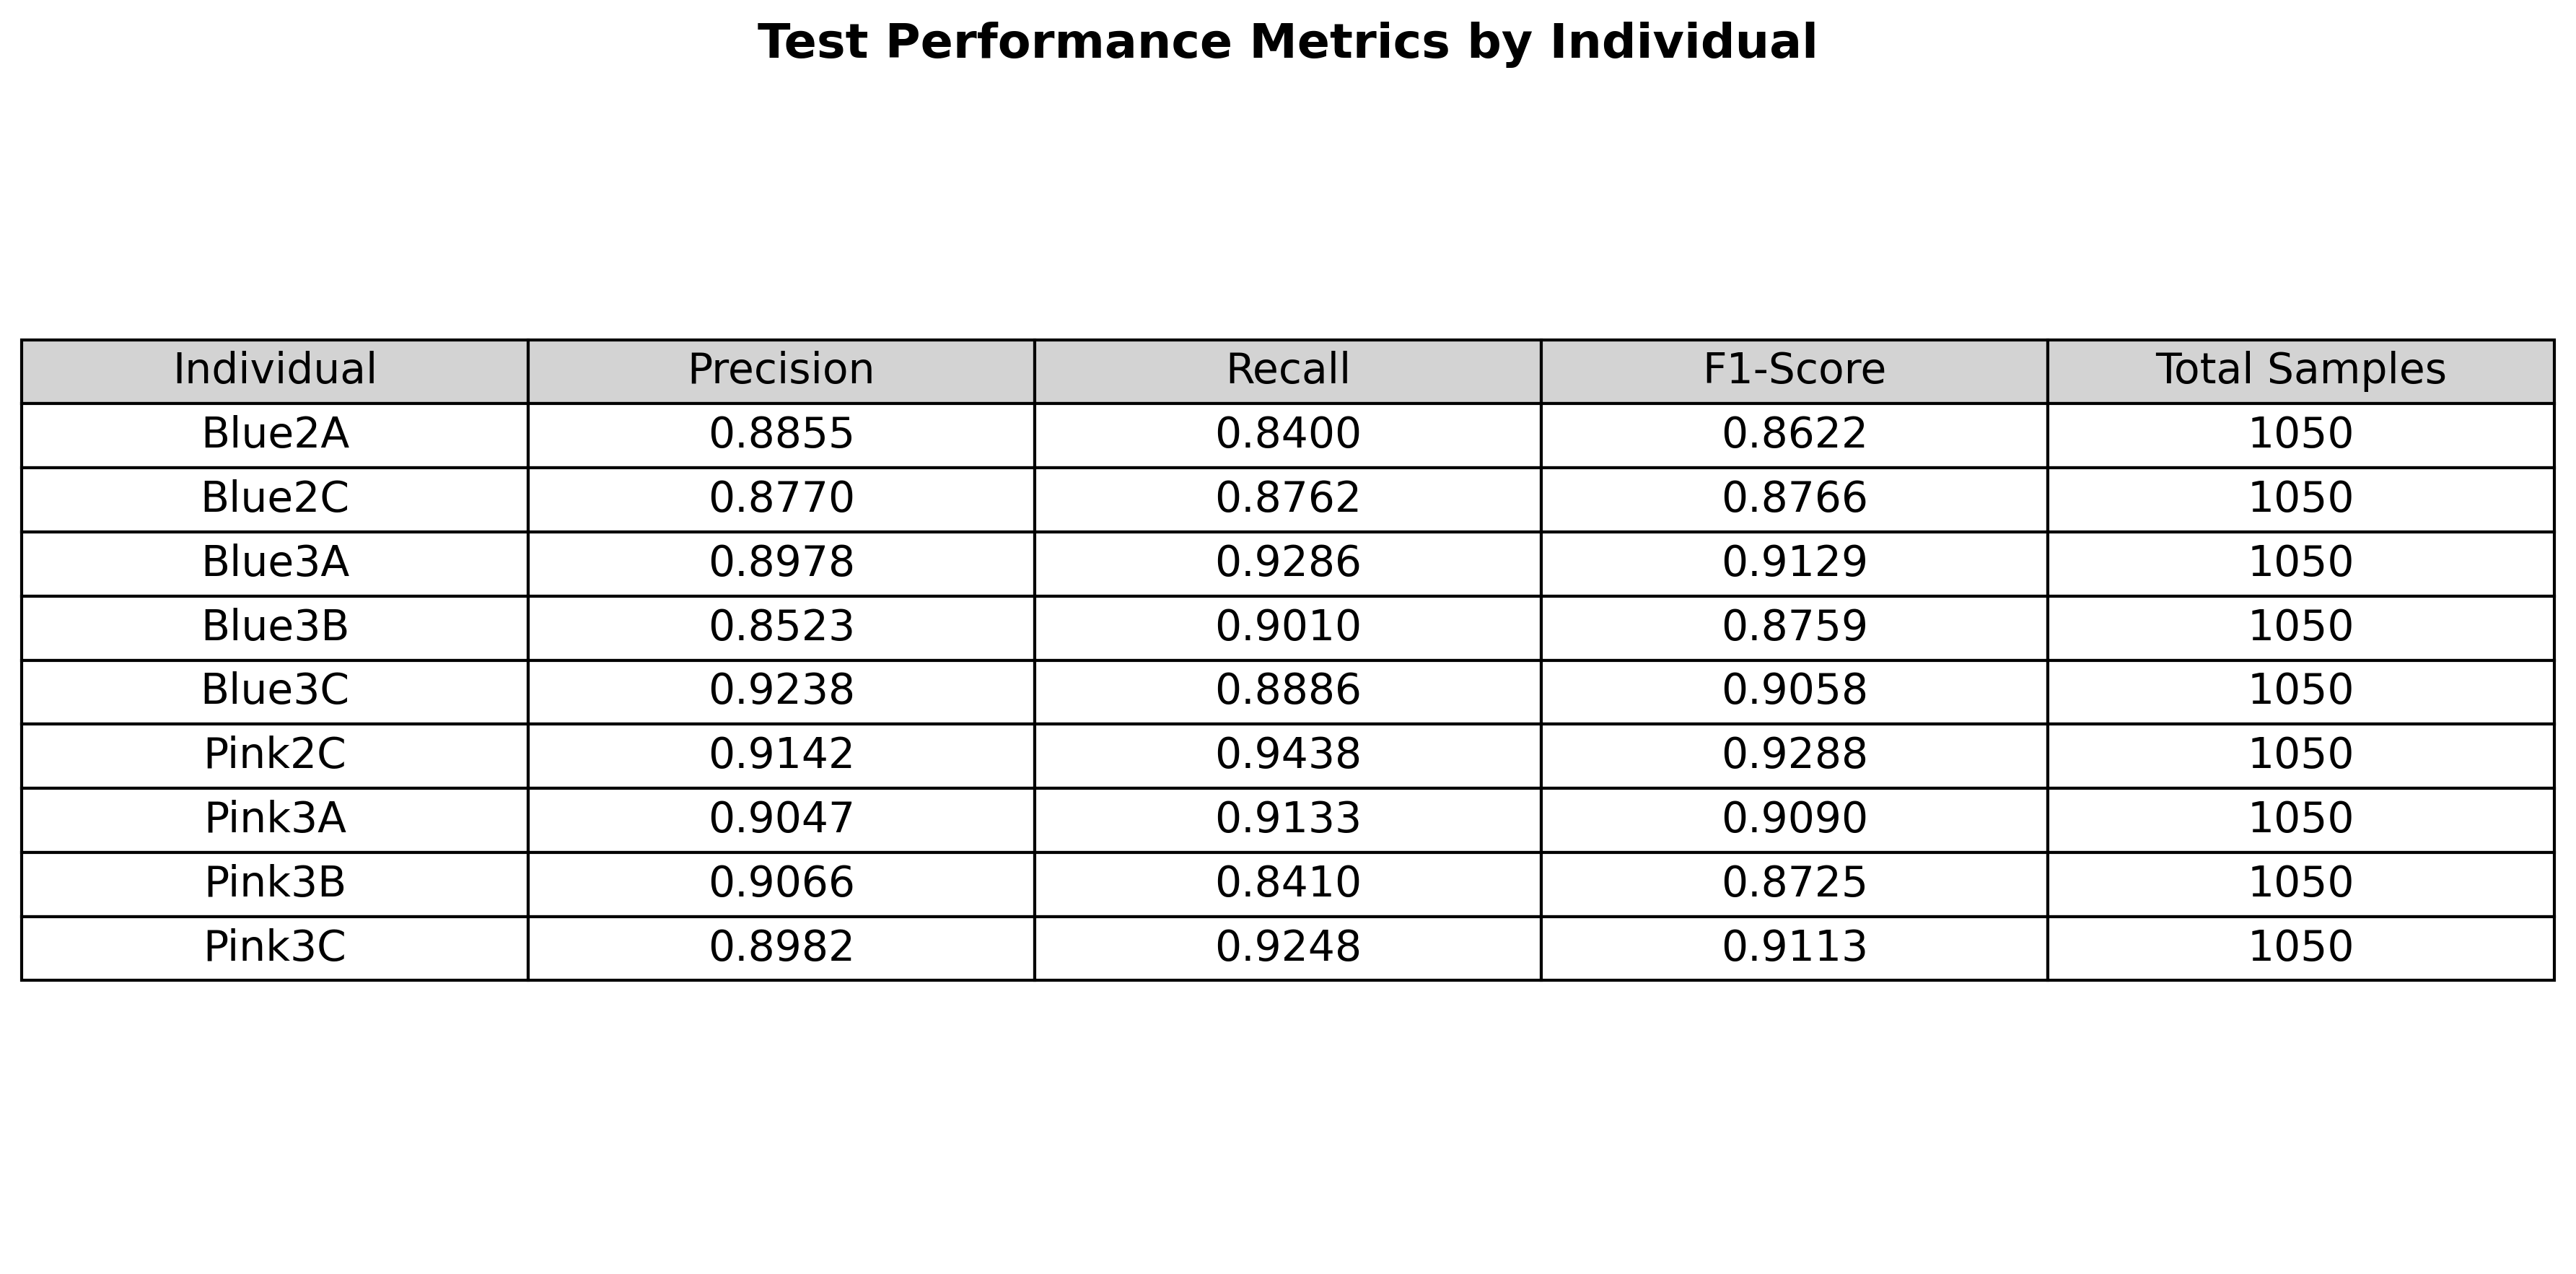 Test Performance Metrics by Individual
Individual Precision Recall F1-Score Total Samples
Blue2A 0.8855 0.8400 0.8622 1050
Blue2C 0.8770 0.8762 0.8766 1050
Blue3A 0.8978 0.9286 0.9129 1050
Blue3B 0.8523 0.9010 0.8759 1050
Blue3C 0.9238 0.8886 0.9058 1050
Pink2C 0.9142 0.9438 0.9288 1050
Pink3A 0.9047 0.9133 0.9090 1050
Pink3B 0.9066 0.8410 0.8725 1050
Pink3C 0.8982 0.9248 0.9113 1050